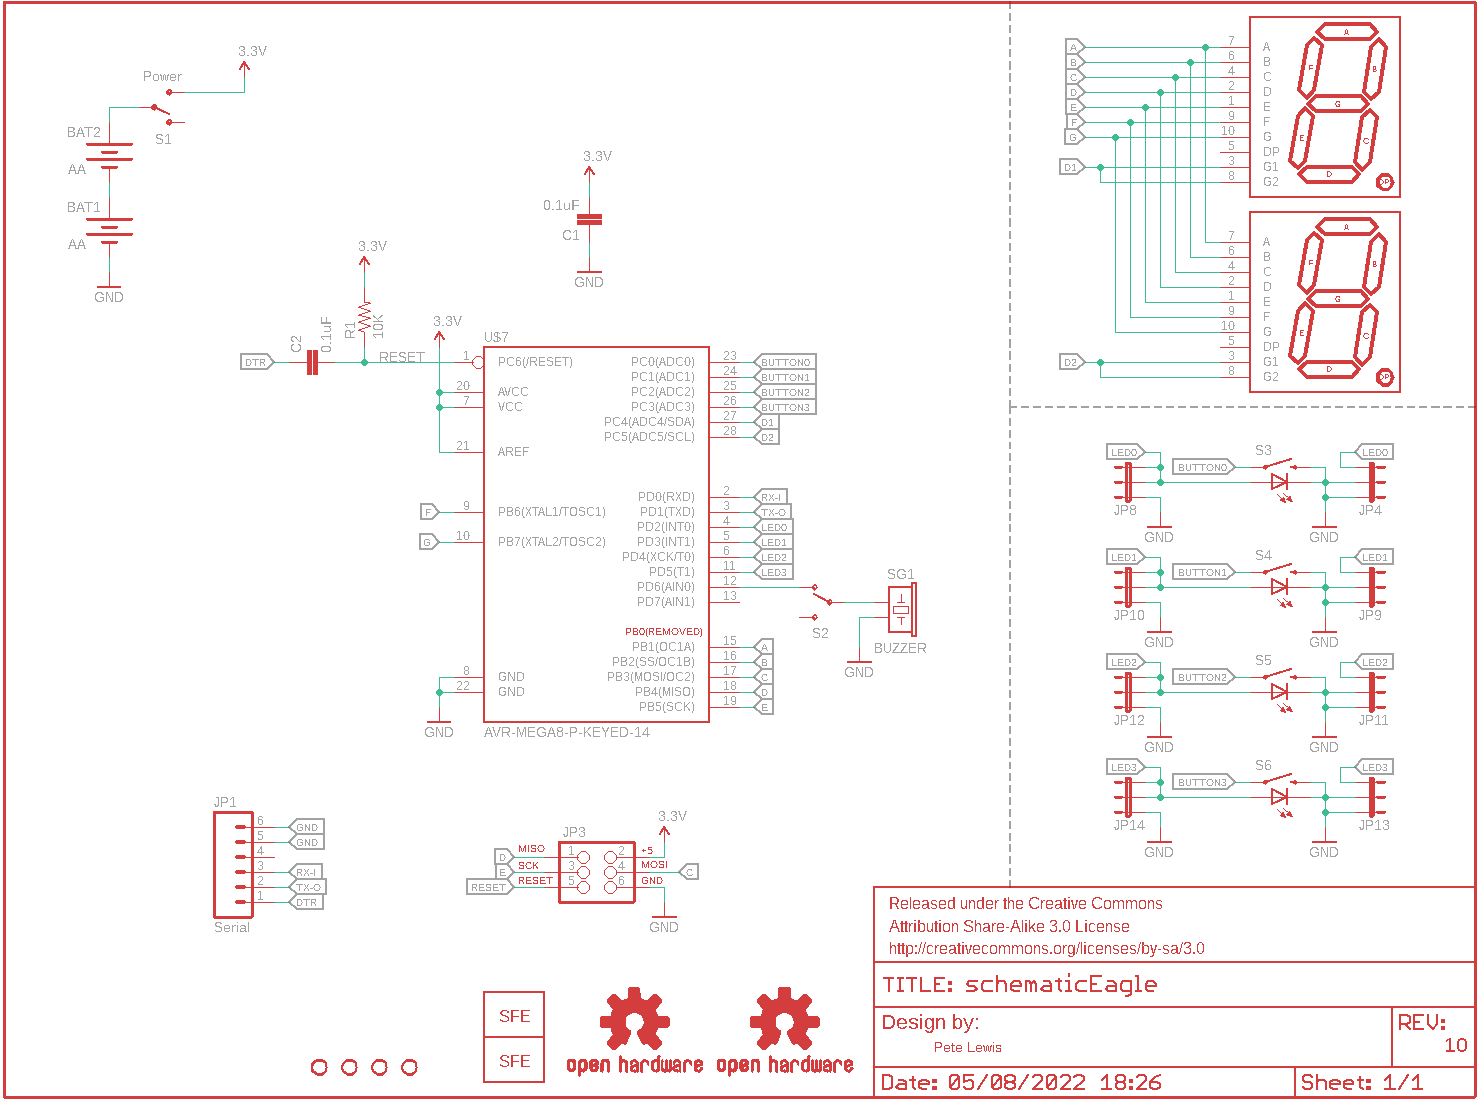 3.3V
Power
S1
BAT2
AA
BAT1
AA
GND
3.3V
0.1uF
C1
GND
3.3V
R1
10K
C2
0.1uF
DTR
RESET
3.3V
U$7
1 PC6(/RESET)
20 AVCC
7 VCC
21 AREF
F 9 PB6(XTAL1/TOSC1)
G 10 PB7(XTAL2/TOSC2)
8 GND
22 GND
GND
PC0(ADC0) 23 BUTTON0
PC1(ADC1) 24 BUTTON1
PC2(ADC2) 25 BUTTON2
PC3(ADC3) 26 BUTTON3
PC4(ADC4/SDA) 27 D1
PC5(ADC5/SCL) 28 D2
PD0(RXD) 2 RX-I
PD1(TXD) 3 TX-O
PD2(INT0) 4 LED0
PD3(INT1) 5 LED1
PD4(XCK/T0) 6 LED2
PD5(T1) 11 LED3
PD6(AIN0) 12
PD7(AIN1) 13
PB0(REMOVED)
PB1(OC1A) 15 A
PB2(SS/OC1B) 16 B
PB3(MOSI/OC2) 17 C
PB4(MISO) 18 D
PB5(SCK) 19 E
AVR-MEGA8-P-KEYED-14
S2
SG1
BUZZER
GND
A 7 A
B 6 B
C 4 C
D 2 D
E 1 E
F 9 F
G 10 G
5 DP
D1 3 G1
8 G2
A
F B
G
E C
D
DP
7 A
6 B
4 C
2 D
1 E
9 F
10 G
5 DP
D2 3 G1
8 G2
A
F B
G
E C
D
DP
LED0 BUTTON0 S3 LED0
JP8 JP4
GND GND
LED1 BUTTON1 S4 LED1
JP10 JP9
GND GND
LED2 BUTTON2 S5 LED2
JP12 JP11
GND GND
LED3 BUTTON3 S6 LED3
JP14 JP13
GND GND
JP1
6 GND
5 GND
4
3 RX-I
2 TX-O
1 DTR
Serial
JP3
3.3V
D MISO 1 2 +5
E SCK 3 4 MOSI C
RESET RESET 5 6 GND
GND
SFE
SFE
open hardware
open hardware
Released under the Creative Commons
Attribution Share-Alike 3.0 License
http://creativecommons.org/licenses/by-sa/3.0
TITLE: schematicEagle
Design by:
Pete Lewis
REV:
10
Date: 05/08/2022 18:26
Sheet: 1/1